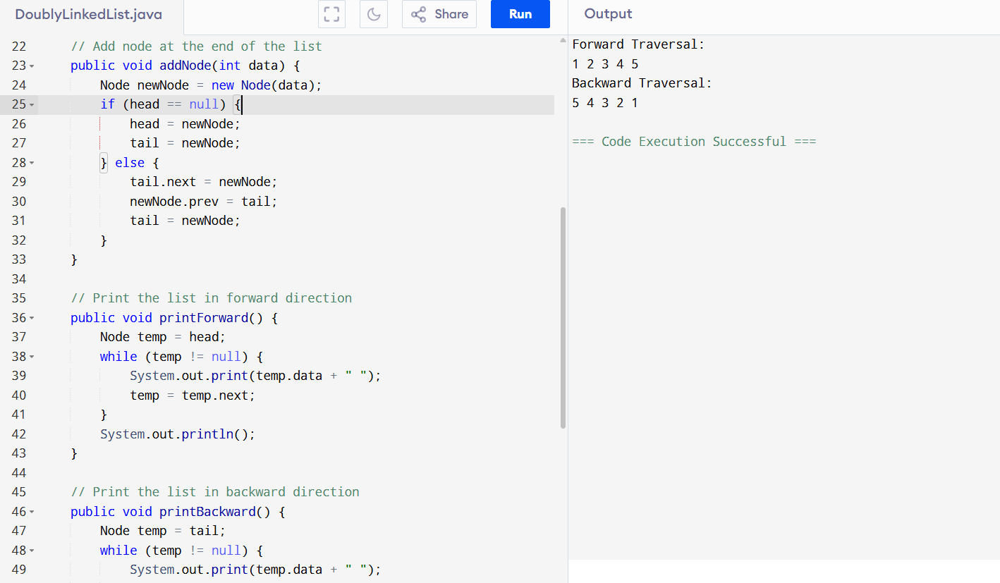 DoublyLinkedList.java
Share
Run
Output
22 // Add node at the end of the list
23 public void addNode(int data) {
24 Node newNode = new Node(data);
25 if (head == null) {
26 head = newNode;
27 tail = newNode;
28 } else {
29 tail.next = newNode;
30 newNode.prev = tail;
31 tail = newNode;
32 }
33 }
34
35 // Print the list in forward direction
36 public void printForward() {
37 Node temp = head;
38 while (temp != null) {
39 System.out.print(temp.data + " ");
40 temp = temp.next;
41 }
42 System.out.println();
43 }
44
45 // Print the list in backward direction
46 public void printBackward() {
47 Node temp = tail;
48 while (temp != null) {
49 System.out.print(temp.data + " ");
Forward Traversal:
1 2 3 4 5
Backward Traversal:
5 4 3 2 1
=== Code Execution Successful ===